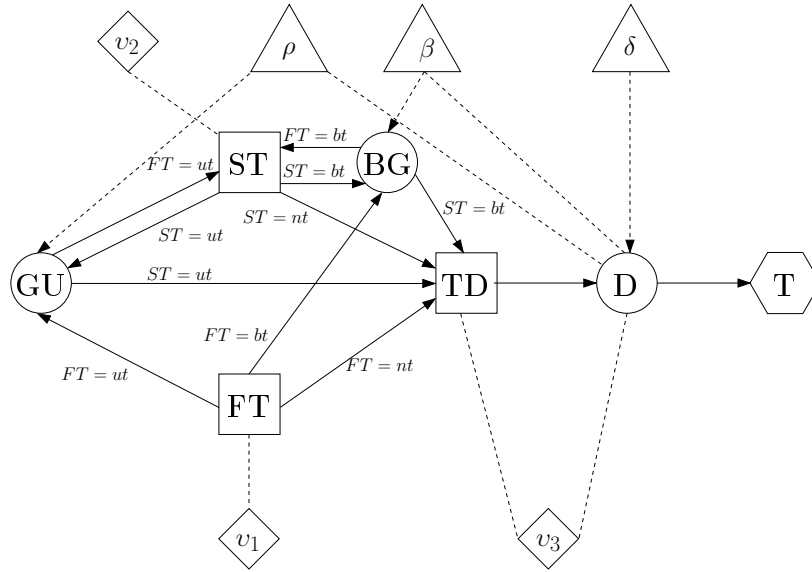 υ2
ρ
β
δ
FT = bt
ST
BG
FT = ut
ST = bt
ST = nt
ST = bt
ST = ut
GU
ST = ut
TD
D
T
FT = bt
FT = ut
FT = nt
FT
υ1
υ3